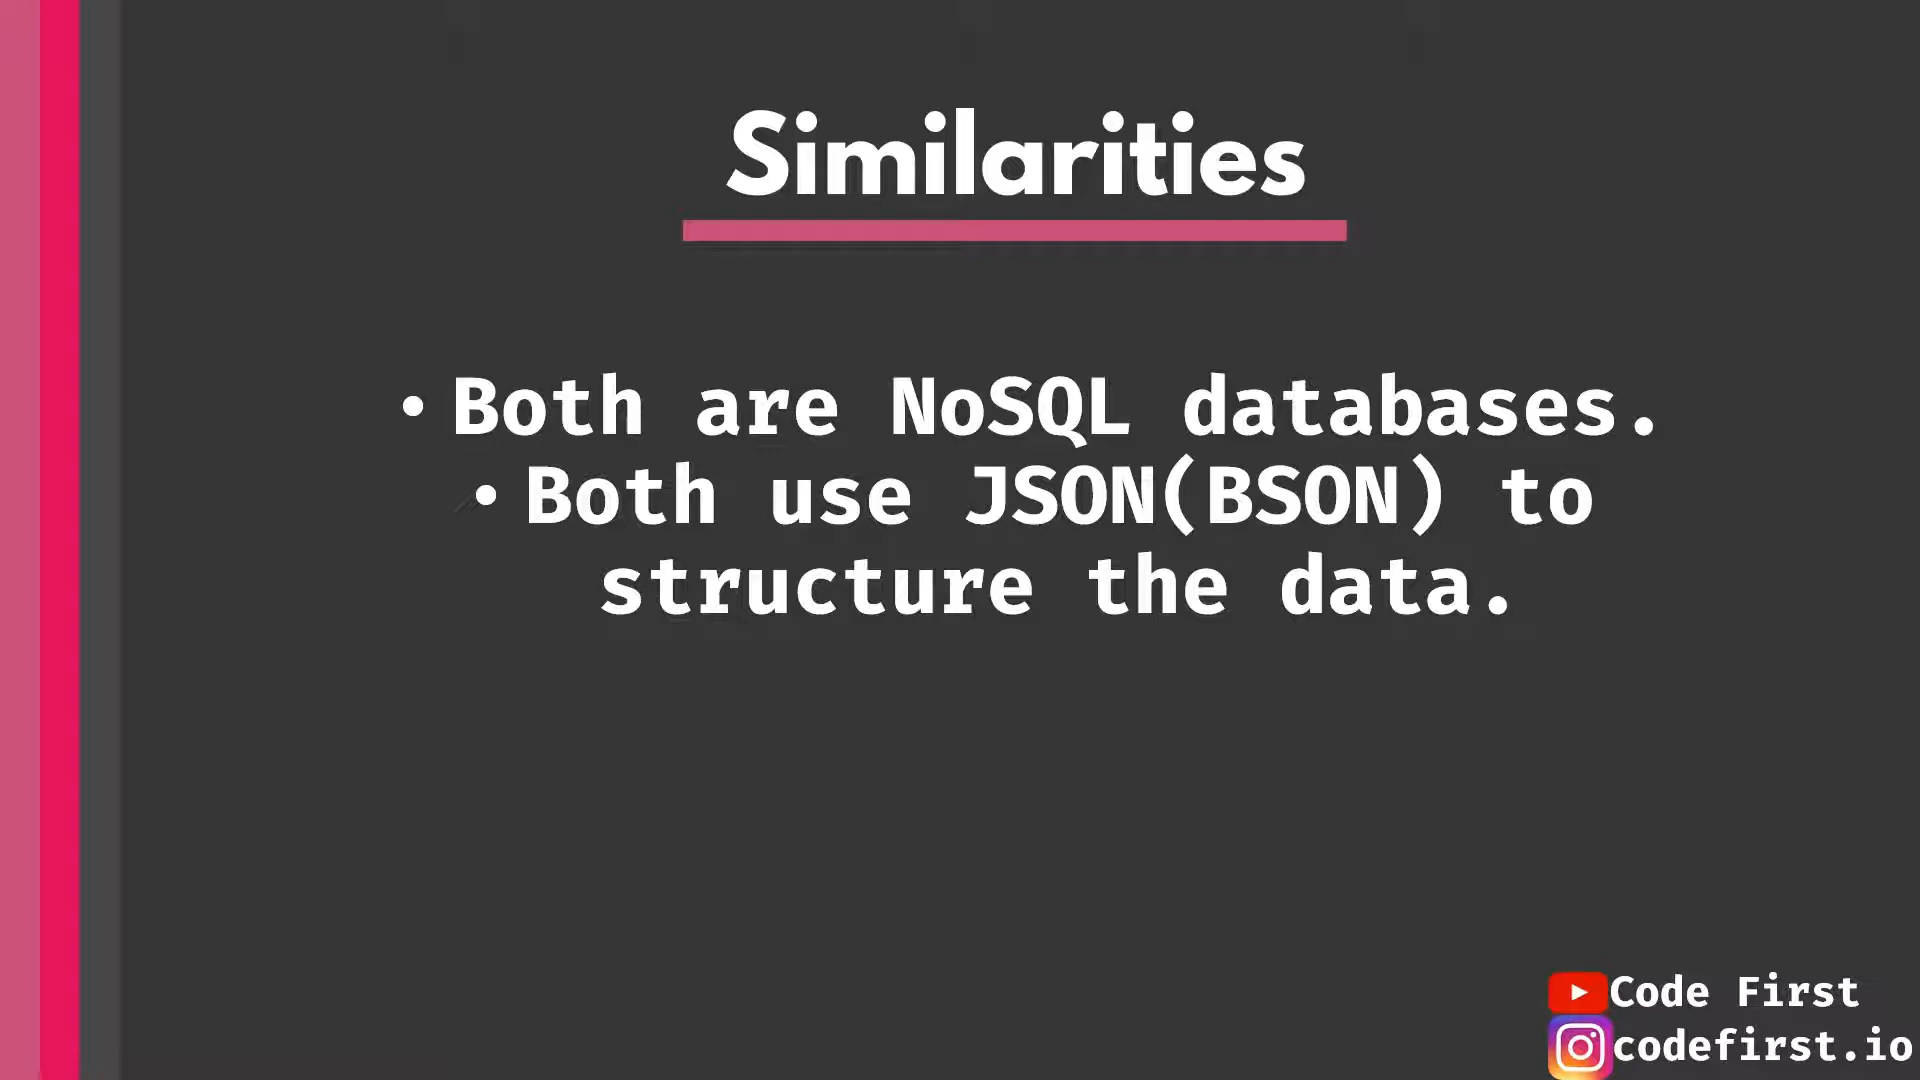 Similarities
• Both are NoSQL databases.
• Both use JSON(BSON) to
structure the data.
Code First
codefirst.io